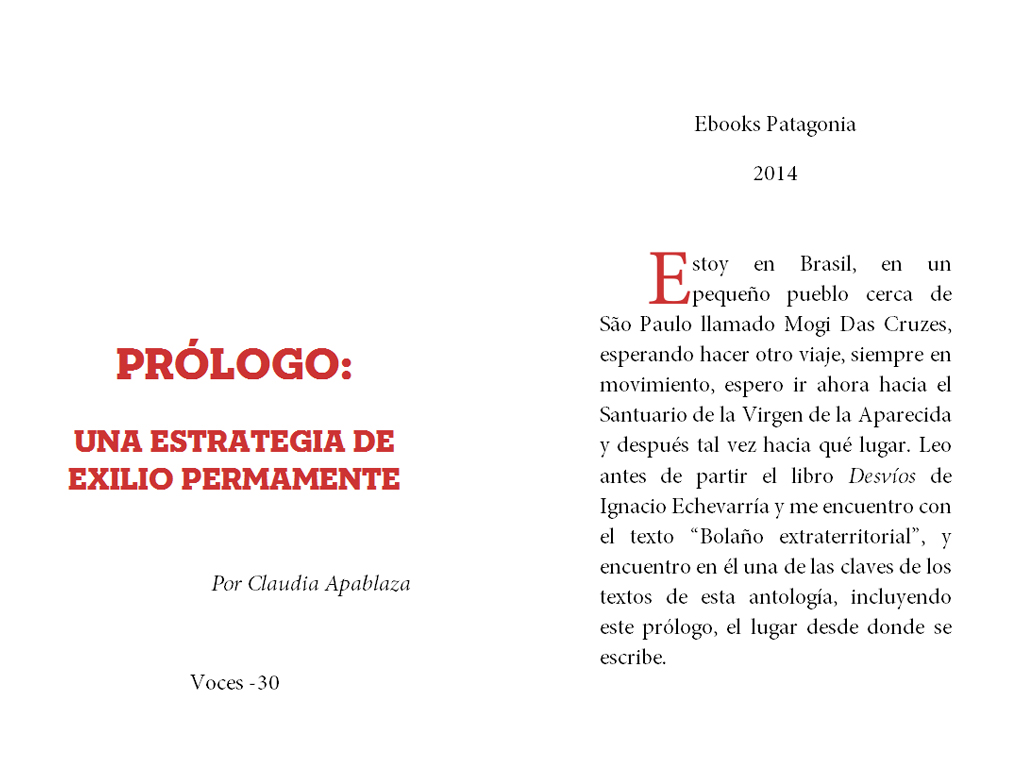 PRÓLOGO:
UNA ESTRATEGIA DE
EXILIO PERMAMENTE
Por Claudia Apablaza
Voces -30
Ebooks Patagonia
2014
Estoy en Brasil, en un
pequeño pueblo cerca de
São Paulo llamado Mogi Das Cruzes,
esperando hacer otro viaje, siempre en
movimiento, espero ir ahora hacia el
Santuario de la Virgen de la Aparecida
y después tal vez hacia qué lugar. Leo
antes de partir el libro Desvíos de
Ignacio Echevarría y me encuentro con
el texto “Bolaño extraterritorial”, y
encuentro en él una de las claves de los
textos de esta antología, incluyendo
este prólogo, el lugar desde donde se
escribe.